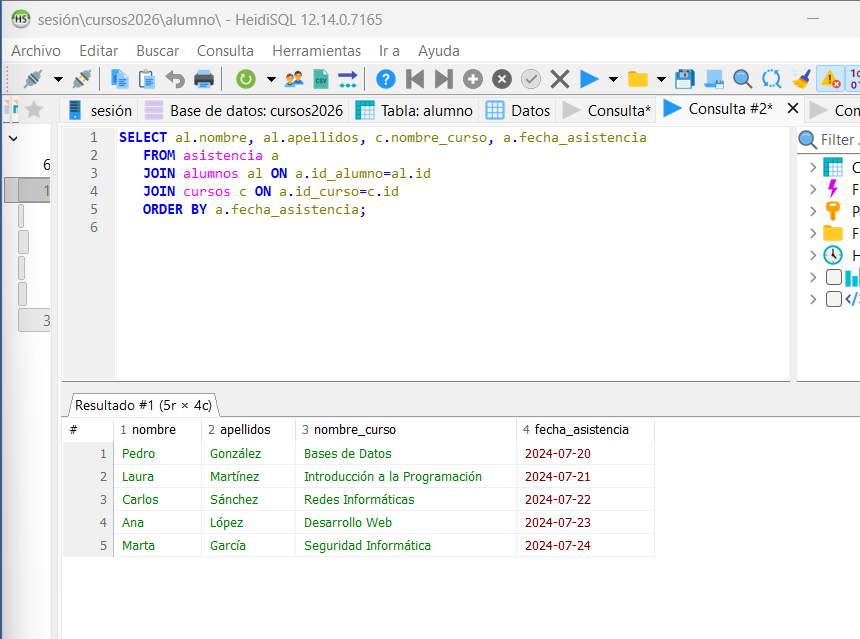 sesión\cursos2026\alumno\ - HeidiSQL 12.14.0.7165
Archivo Editar Buscar Consulta Herramientas Ir a Ayuda
sesión Base de datos: cursos2026 Tabla: alumno Datos Consulta* Consulta #2* Con
1 SELECT al.nombre, al.apellidos, c.nombre_curso, a.fecha_asistencia
2 FROM asistencia a
3 JOIN alumnos al ON a.id_alumno=al.id
4 JOIN cursos c ON a.id_curso=c.id
5 ORDER BY a.fecha_asistencia;
6
Filter
6
1
3
Resultado #1 (5r × 4c)
# 1 nombre 2 apellidos 3 nombre_curso 4 fecha_asistencia
1 Pedro González Bases de Datos 2024-07-20
2 Laura Martínez Introducción a la Programación 2024-07-21
3 Carlos Sánchez Redes Informáticas 2024-07-22
4 Ana López Desarrollo Web 2024-07-23
5 Marta García Seguridad Informática 2024-07-24